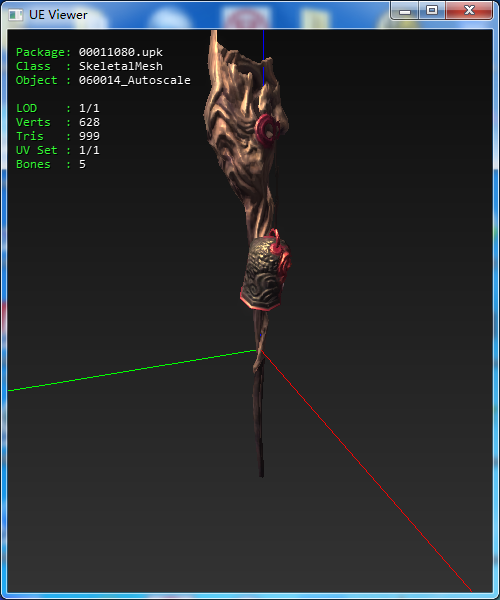 UE Viewer
Package: 00011080.upk
Class : SkeletalMesh
Object : 060014_Autoscale
LOD : 1/1
Verts : 628
Tris : 999
UV Set : 1/1
Bones : 5